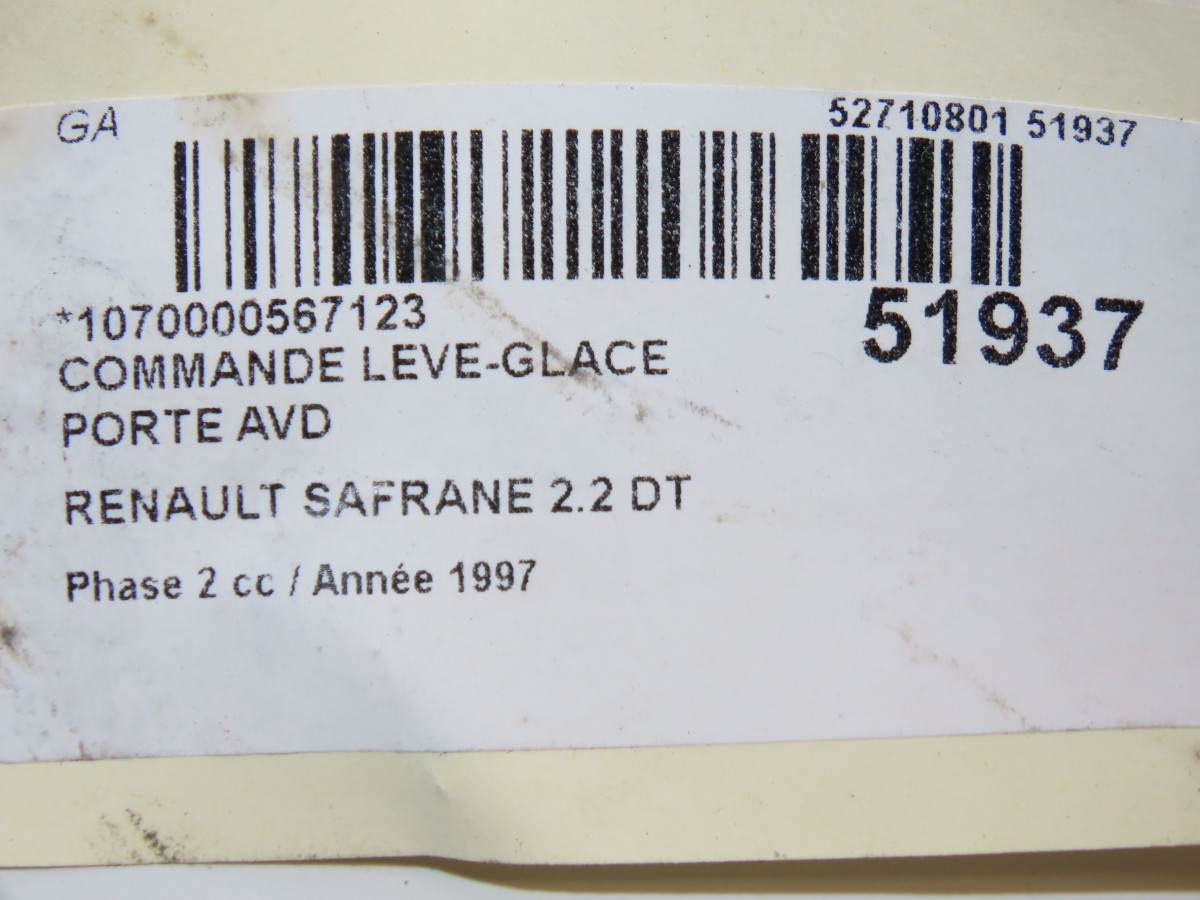 GA
52710801 51937
*1070000567123
51937
COMMANDE LEVE-GLACE
PORTE AVD
RENAULT SAFRANE 2.2 DT
Phase 2 cc / Année 1997